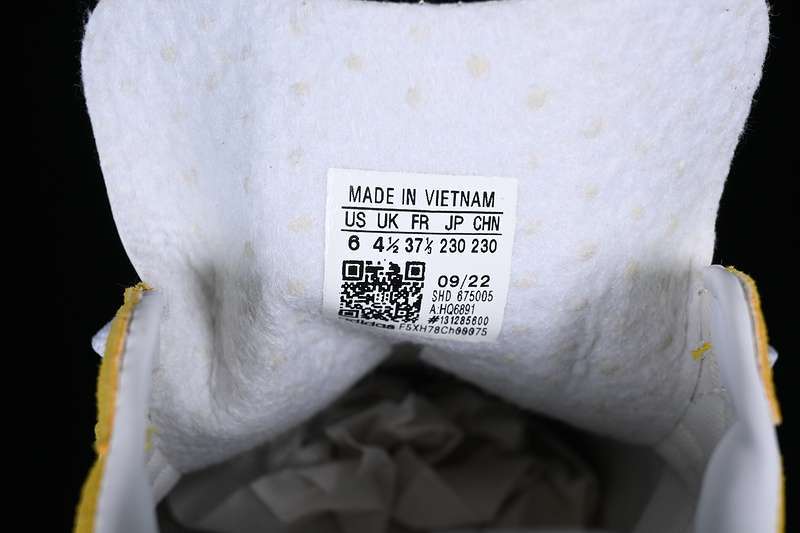 MADE IN VIETNAM
US UK FR JP CHN
6 4½ 37⅓ 230 230
09/22
SHD 675005
A:HQ6891
#131285600
adidas F5XH78Ch00075